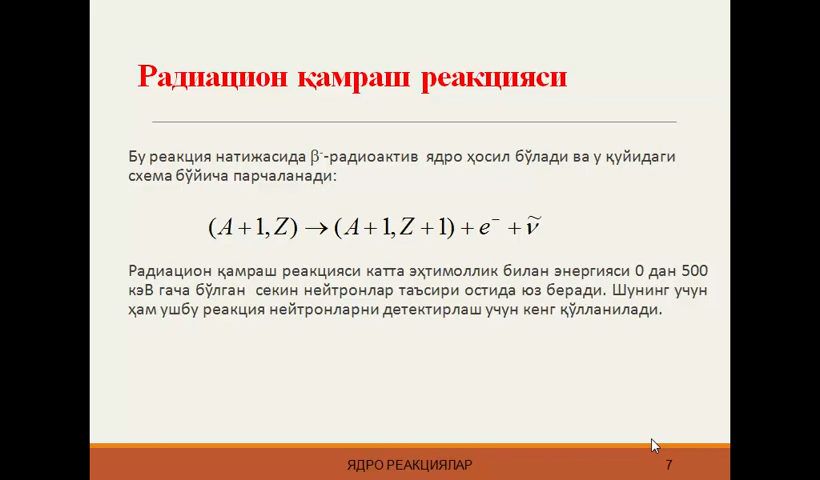 Радиацион қамраш реакцияси
Бу реакция натижасида β⁻-радиоактив ядро ҳосил бўлади ва у қуйидаги
схема бўйича парчаланади:
(A+1,Z)→(A+1,Z+1)+e⁻+ν̃
Радиацион қамраш реакцияси катта эҳтимоллик билан энергияси 0 дан 500
кэВ гача бўлган секин нейтронлар таъсири остида юз беради. Шунинг учун
ҳам ушбу реакция нейтронларни детектирлаш учун кенг қўлланилади.
ЯДРО РЕАКЦИЯЛАР 7